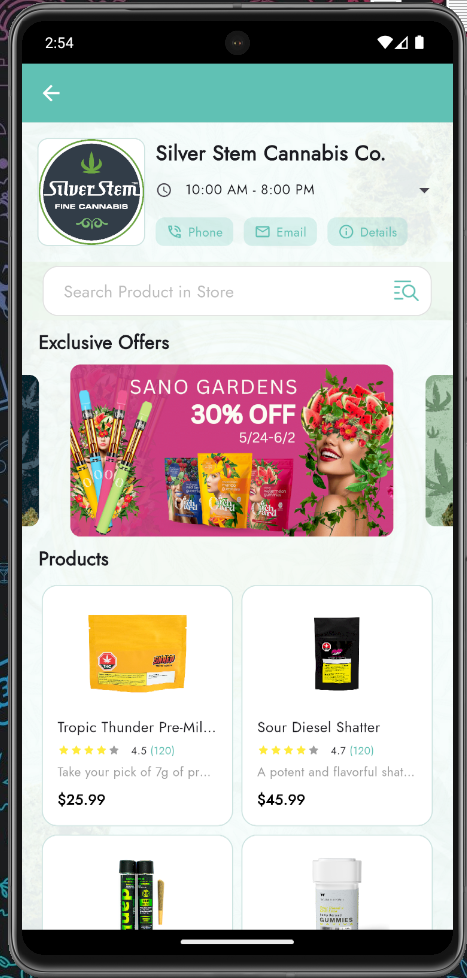 2:54
Silver Stem Cannabis Co.
Silver Stem
FINE CANNABIS
10:00 AM - 8:00 PM
Phone
Email
Details
Search Product in Store
Exclusive Offers
SANO GARDENS
30% OFF
5/24-6/2
Products
Tropic Thunder Pre-Mil...
4.5 (120)
Take your pick of 7g of pr...
$25.99
Sour Diesel Shatter
4.7 (120)
A potent and flavorful shat...
$45.99
GUMMIES